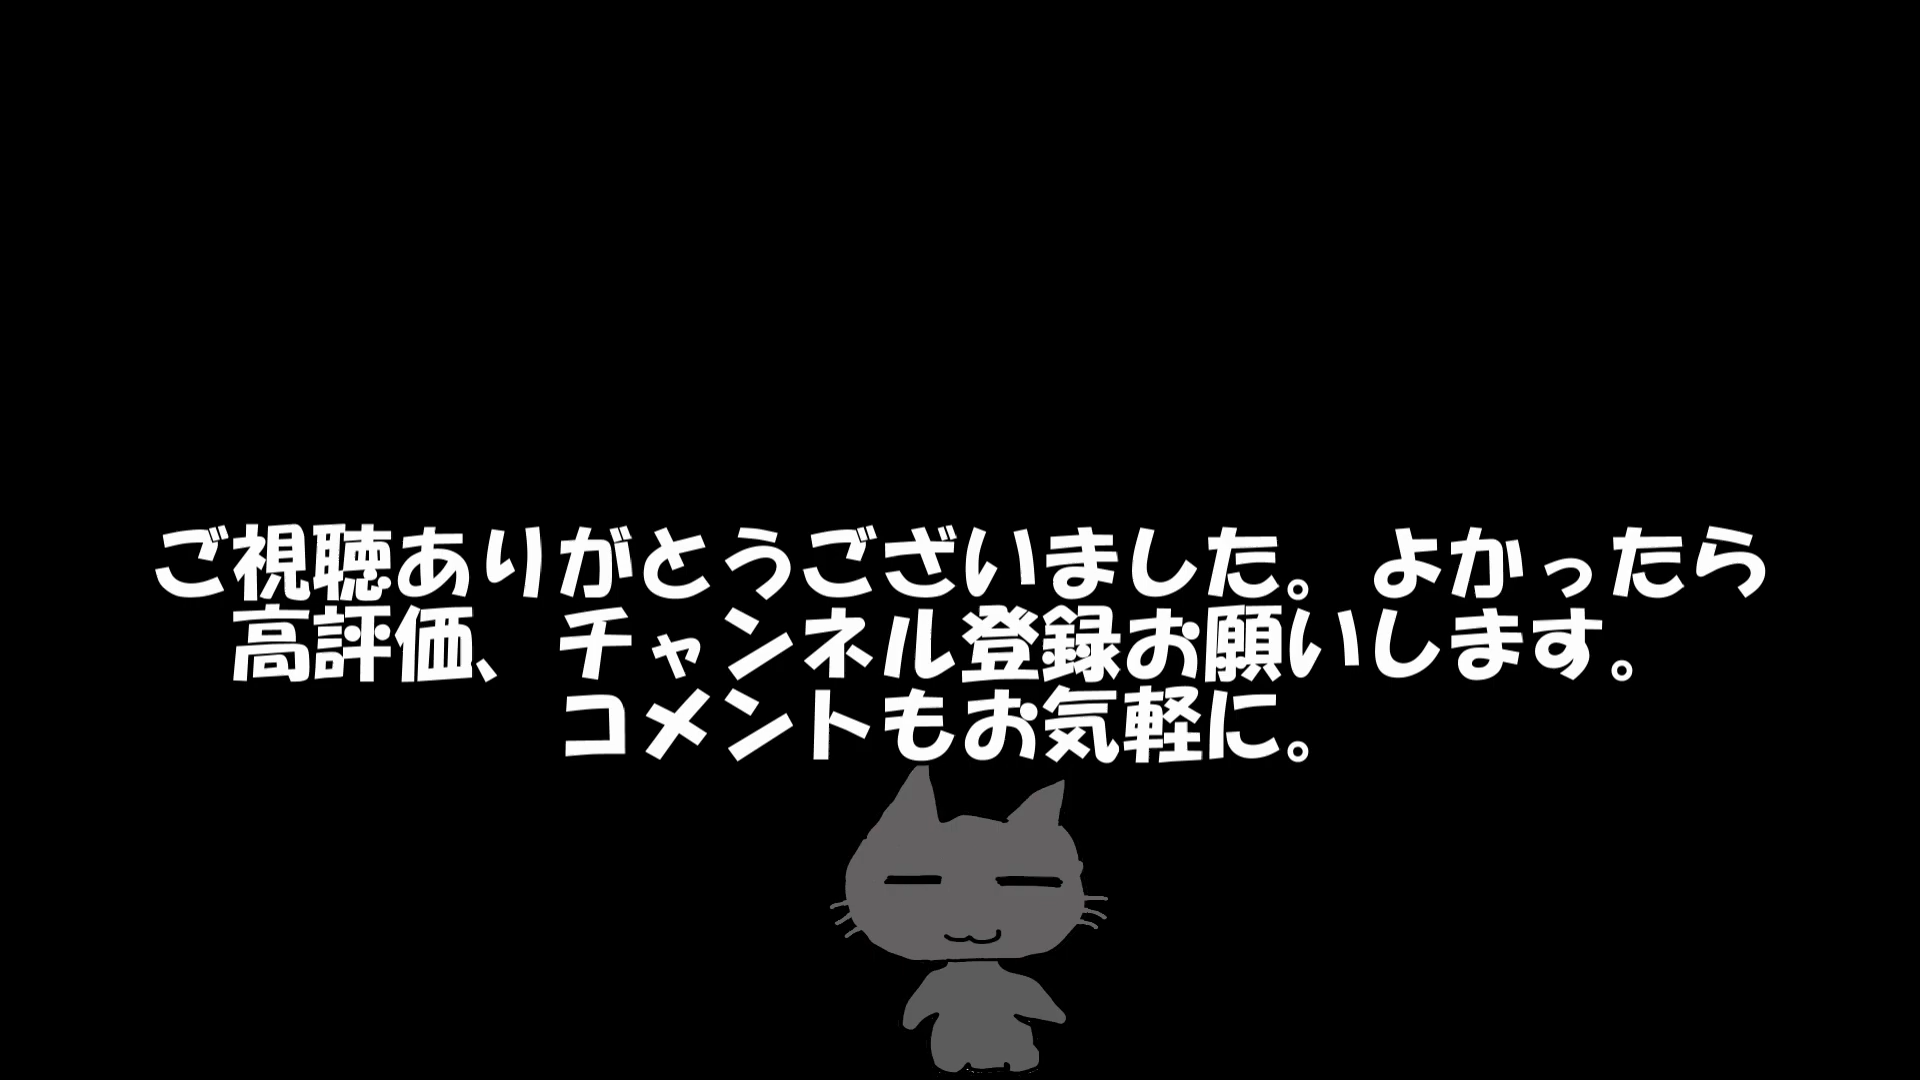 ご視聴ありがとうございました。よかったら
高評価、チャンネル登録お願いします。
コメントもお気軽に。